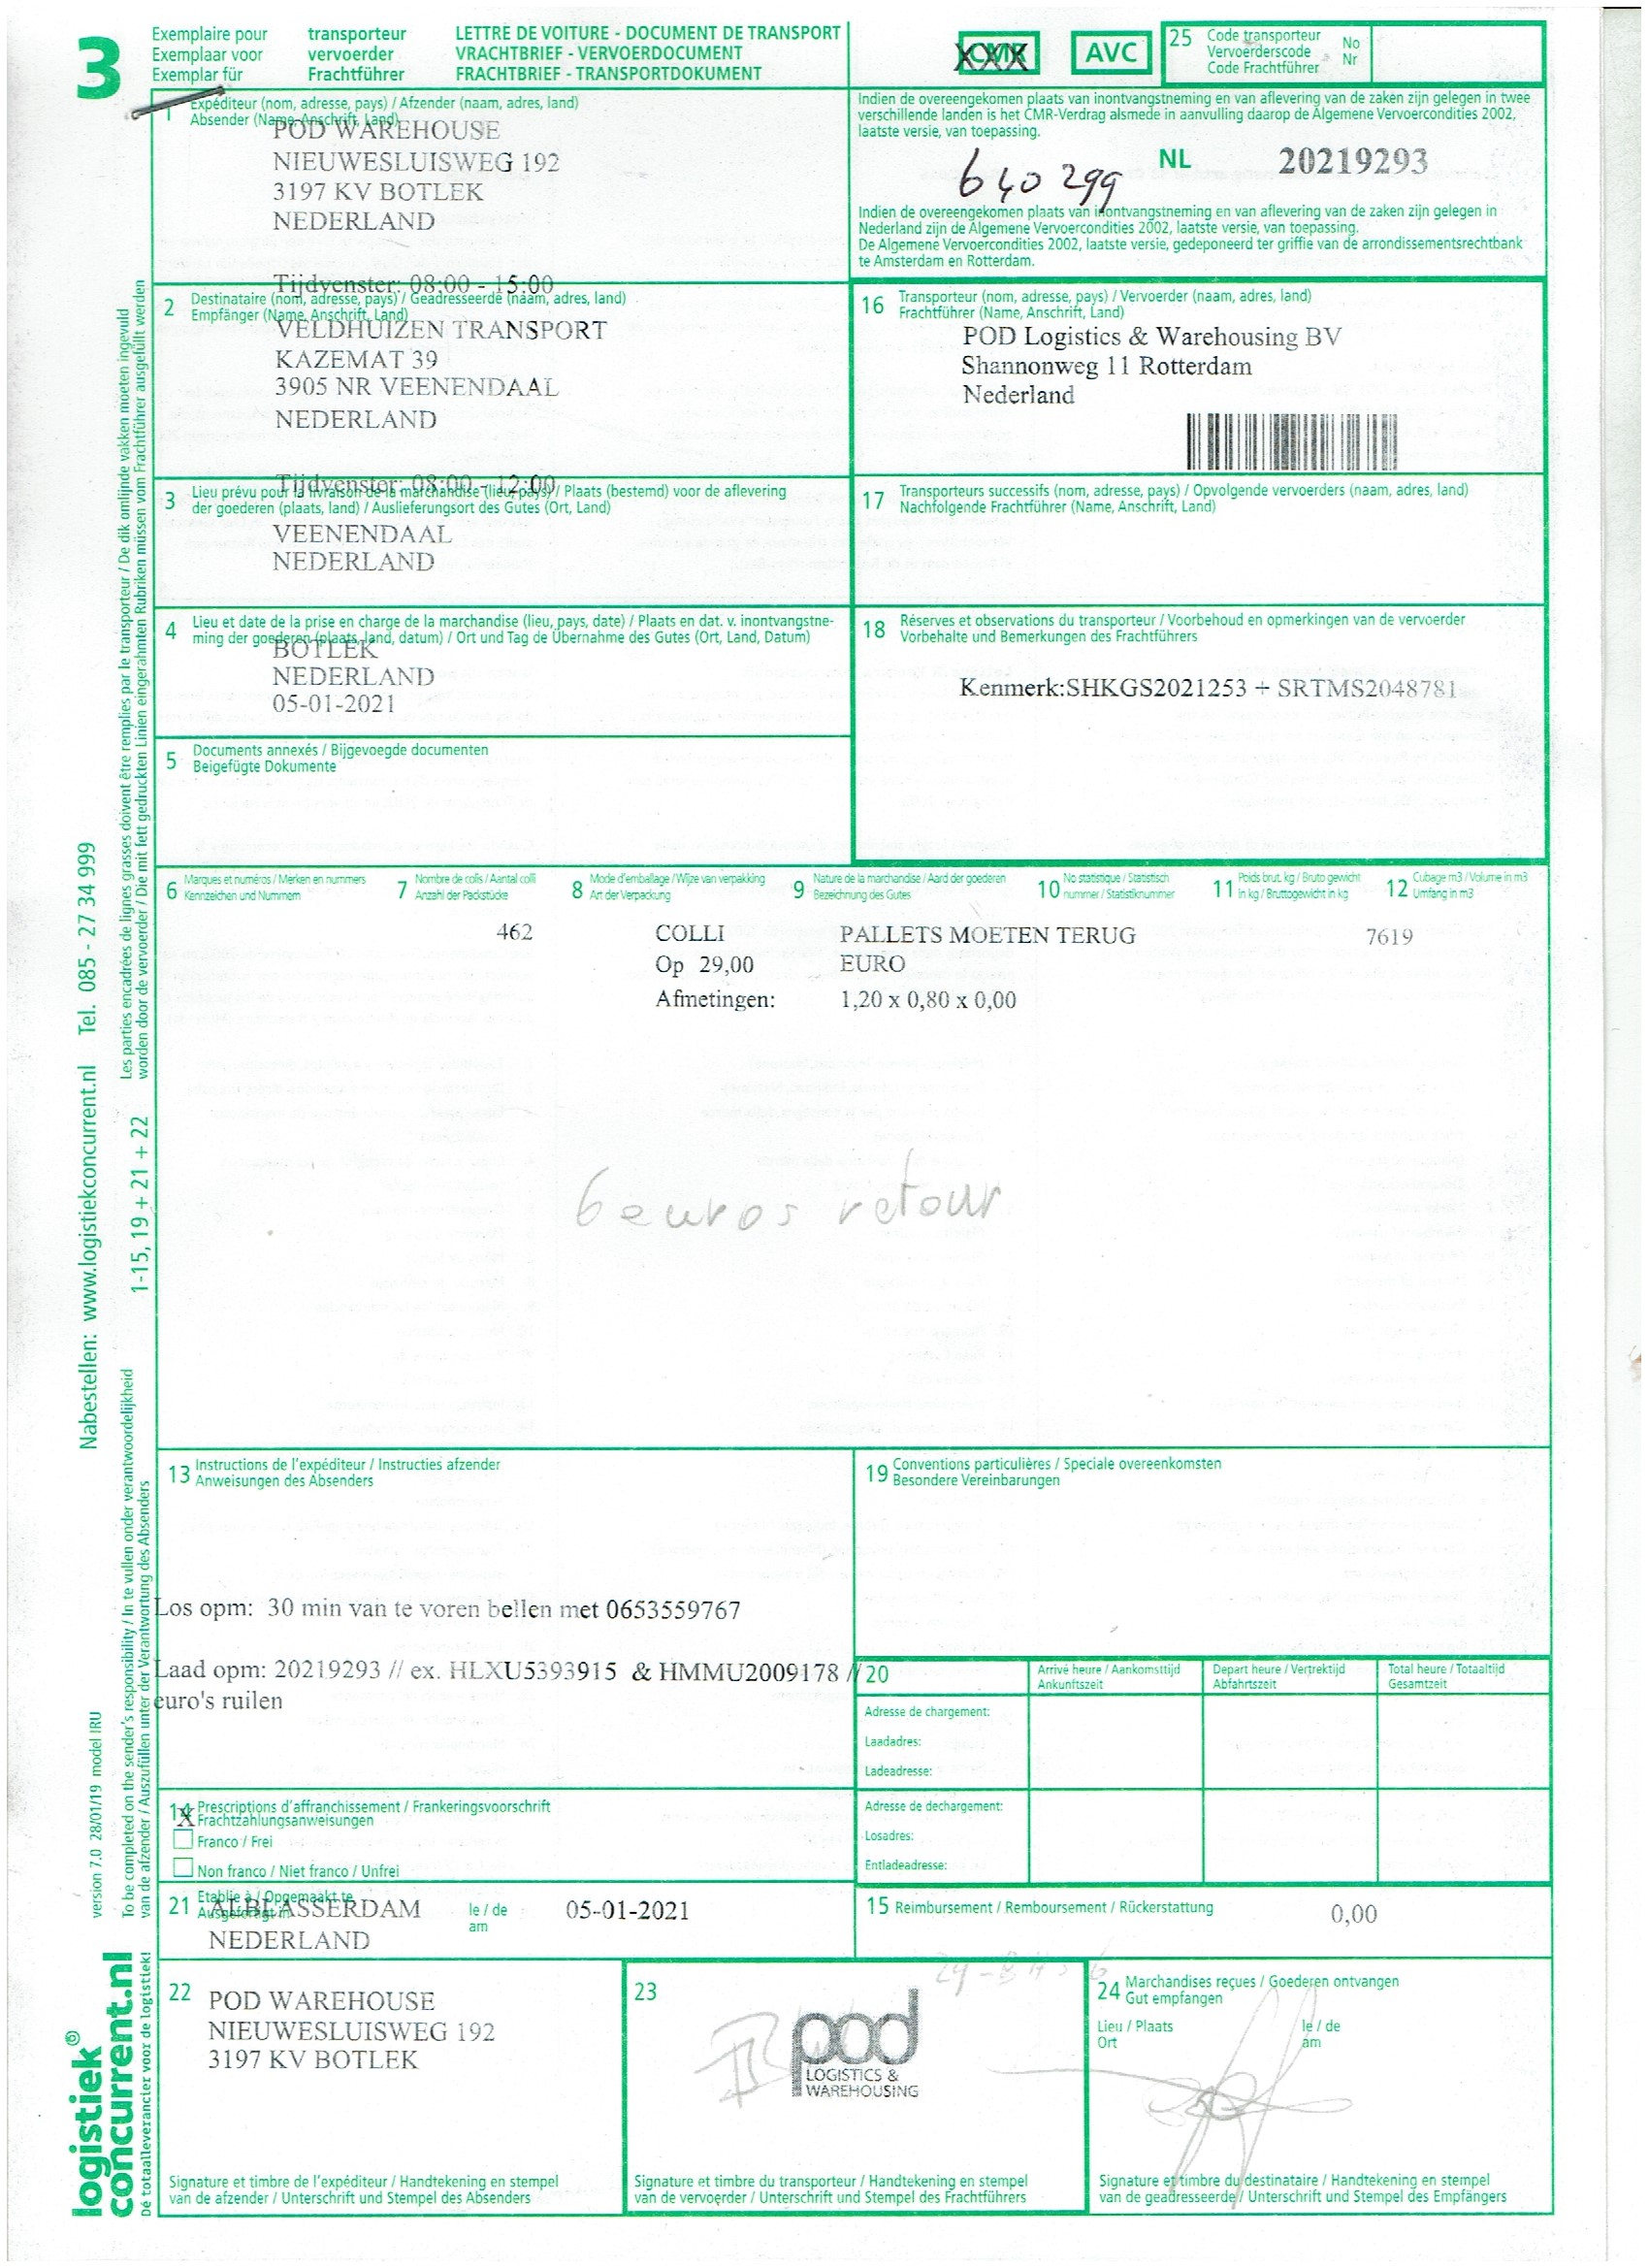 3
Exemplaire pour transporteur
Exemplaar voor vervoerder
Exemplar für Frachtführer
LETTRE DE VOITURE - DOCUMENT DE TRANSPORT
VRACHTBRIEF - VERVOERDOCUMENT
FRACHTBRIEF - TRANSPORTDOKUMENT
CMR
AVC
25 Code transporteur No
Vervoerderscode Nr
Code Frachtführer
1 Expéditeur (nom, adresse, pays) / Afzender (naam, adres, land)
Absender (Name, Anschrift, Land)
POD WAREHOUSE
NIEUWESLUISWEG 192
3197 KV BOTLEK
NEDERLAND
Tijdvenster: 08:00 - 15:00
Indien de overeengekomen plaats van inontvangstneming en van aflevering van de zaken zijn gelegen in twee
verschillende landen is het CMR-Verdrag alsmede in aanvulling daarop de Algemene Vervoercondities 2002,
laatste versie, van toepassing.
640299
NL 20219293
Indien de overeengekomen plaats van inontvangstneming en van aflevering van de zaken zijn gelegen in
Nederland zijn de Algemene Vervoercondities 2002, laatste versie, van toepassing.
De Algemene Vervoercondities 2002, laatste versie, gedeponeerd ter griffie van de arrondissementsrechtbank
te Amsterdam en Rotterdam.
2 Destinataire (nom, adresse, pays) / Geadresseerde (naam, adres, land)
Empfänger (Name, Anschrift, Land)
VELDHUIZEN TRANSPORT
KAZEMAT 39
3905 NR VEENENDAAL
NEDERLAND
Tijdvenster: 08:00 - 12:00
16 Transporteur (nom, adresse, pays) / Vervoerder (naam, adres, land)
Frachtführer (Name, Anschrift, Land)
POD Logistics & Warehousing BV
Shannonweg 11 Rotterdam
Nederland
3 Lieu prévu pour la livraison de la marchandise (lieu, pays) / Plaats (bestemd) voor de aflevering
der goederen (plaats, land) / Auslieferungsort des Gutes (Ort, Land)
VEENENDAAL
NEDERLAND
17 Transporteurs successifs (nom, adresse, pays) / Opvolgende vervoerders (naam, adres, land)
Nachfolgende Frachtführer (Name, Anschrift, Land)
4 Lieu et date de la prise en charge de la marchandise (lieu, pays, date) / Plaats en dat. v. inontvangstne-
ming der goederen (plaats, land, datum) / Ort und Tag de Übernahme des Gutes (Ort, Land, Datum)
BOTLEK
NEDERLAND
05-01-2021
18 Réserves et observations du transporteur / Voorbehoud en opmerkingen van de vervoerder
Vorbehalte und Bemerkungen des Frachtführers
Kenmerk:SHKGS2021253 + SRTMS2048781
5 Documents annexés / Bijgevoegde documenten
Beigefügte Dokumente
6 Marques et numéros / Merken en nummers
Kennzeichen und Nummern
7 Nombre de colis / Aantal colli
Anzahl der Packstücke
8 Mode d'emballage / Wijze van verpakking
Art der Verpackung
9 Nature de la marchandise / Aard der goederen
Bezeichnung des Gutes
10 No statistique / Statistisch
nummer / Statistiknummer
11 Poids brut. kg / Bruto gewicht
in kg / Bruttogewicht in kg
12 Cubage m3 / Volume in m3
Umfang in m3
462 COLLI PALLETS MOETEN TERUG 7619
Op 29,00 EURO
Afmetingen: 1,20 x 0,80 x 0,00
6 euros retour
13 Instructions de l'expéditeur / Instructies afzender
Anweisungen des Absenders
Los opm: 30 min van te voren bellen met 0653559767
Laad opm: 20219293 // ex. HLXU5393915 & HMMU2009178 //
euro's ruilen
19 Conventions particulières / Speciale overeenkomsten
Besondere Vereinbarungen
20 Arrivé heure / Aankomsttijd
Ankunftszeit
Depart heure / Vertrektijd
Abfahrtszeit
Total heure / Totaaltijd
Gesamtzeit
Adresse de chargement:
Laadadres:
Ladeadresse:
Adresse de dechargement:
Losadres:
Entladeadresse:
14 Prescriptions d'affranchissement / Frankeringsvoorschrift
X Frachtzahlungsanweisungen
Franco / Frei
Non franco / Niet franco / Unfrei
21 Etablie à / Opgemaakt te
Ausgefertigt in
ALBLASSERDAM
NEDERLAND
le / de
am
05-01-2021
15 Reimbursement / Remboursement / Rückerstattung 0,00
22 POD WAREHOUSE
NIEUWESLUISWEG 192
3197 KV BOTLEK
Signature et timbre de l'expéditeur / Handtekening en stempel
van de afzender / Unterschrift und Stempel des Absenders
23
pod
LOGISTICS &
WAREHOUSING
Signature et timbre du transporteur / Handtekening en stempel
van de vervoerder / Unterschrift und Stempel des Frachtführers
24 Marchandises reçues / Goederen ontvangen
Gut empfangen
Lieu / Plaats le / de
Ort am
Signature et timbre du destinataire / Handtekening en stempel
van de geadresseerde / Unterschrift und Stempel des Empfängers
Les parties encadrées de lignes grasses doivent être remplies par le transporteur / De dik omlijnde vakken moeten ingevuld
worden door de vervoerder / Die mit fett gedruckten Linien eingerahmten Rubriken müssen vom Frachtführer ausgefüllt werden
Nabestellen: www.logistiekconcurrent.nl Tel. 085 - 27 34 999
1-15, 19 + 21 + 22
To be completed on the sender's responsibility / In te vullen onder verantwoordelijkheid
van de afzender / Auszufüllen unter der Verantwortung des Absenders
version 7.0 28/01/19 model IRU
logistiek®
concurrent.nl
Dé totaalleverancier voor de logistiek!